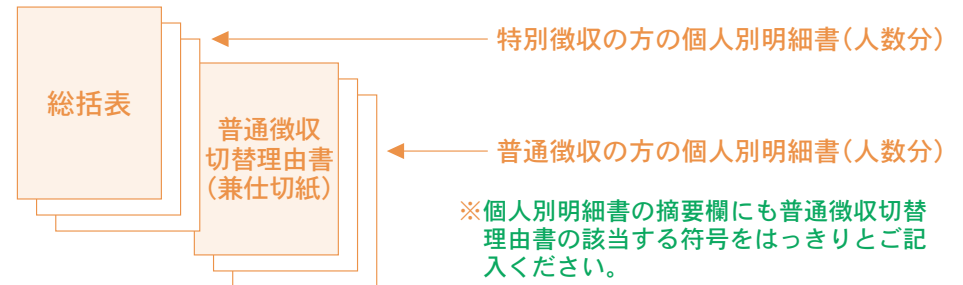 総括表
特別徴収の方の個人別明細書（人数分）
普通徴収
切替理由書
（兼仕切紙）
普通徴収の方の個人別明細書（人数分）
※個人別明細書の摘要欄にも普通徴収切替
理由書の該当する符号をはっきりとご記
入ください。